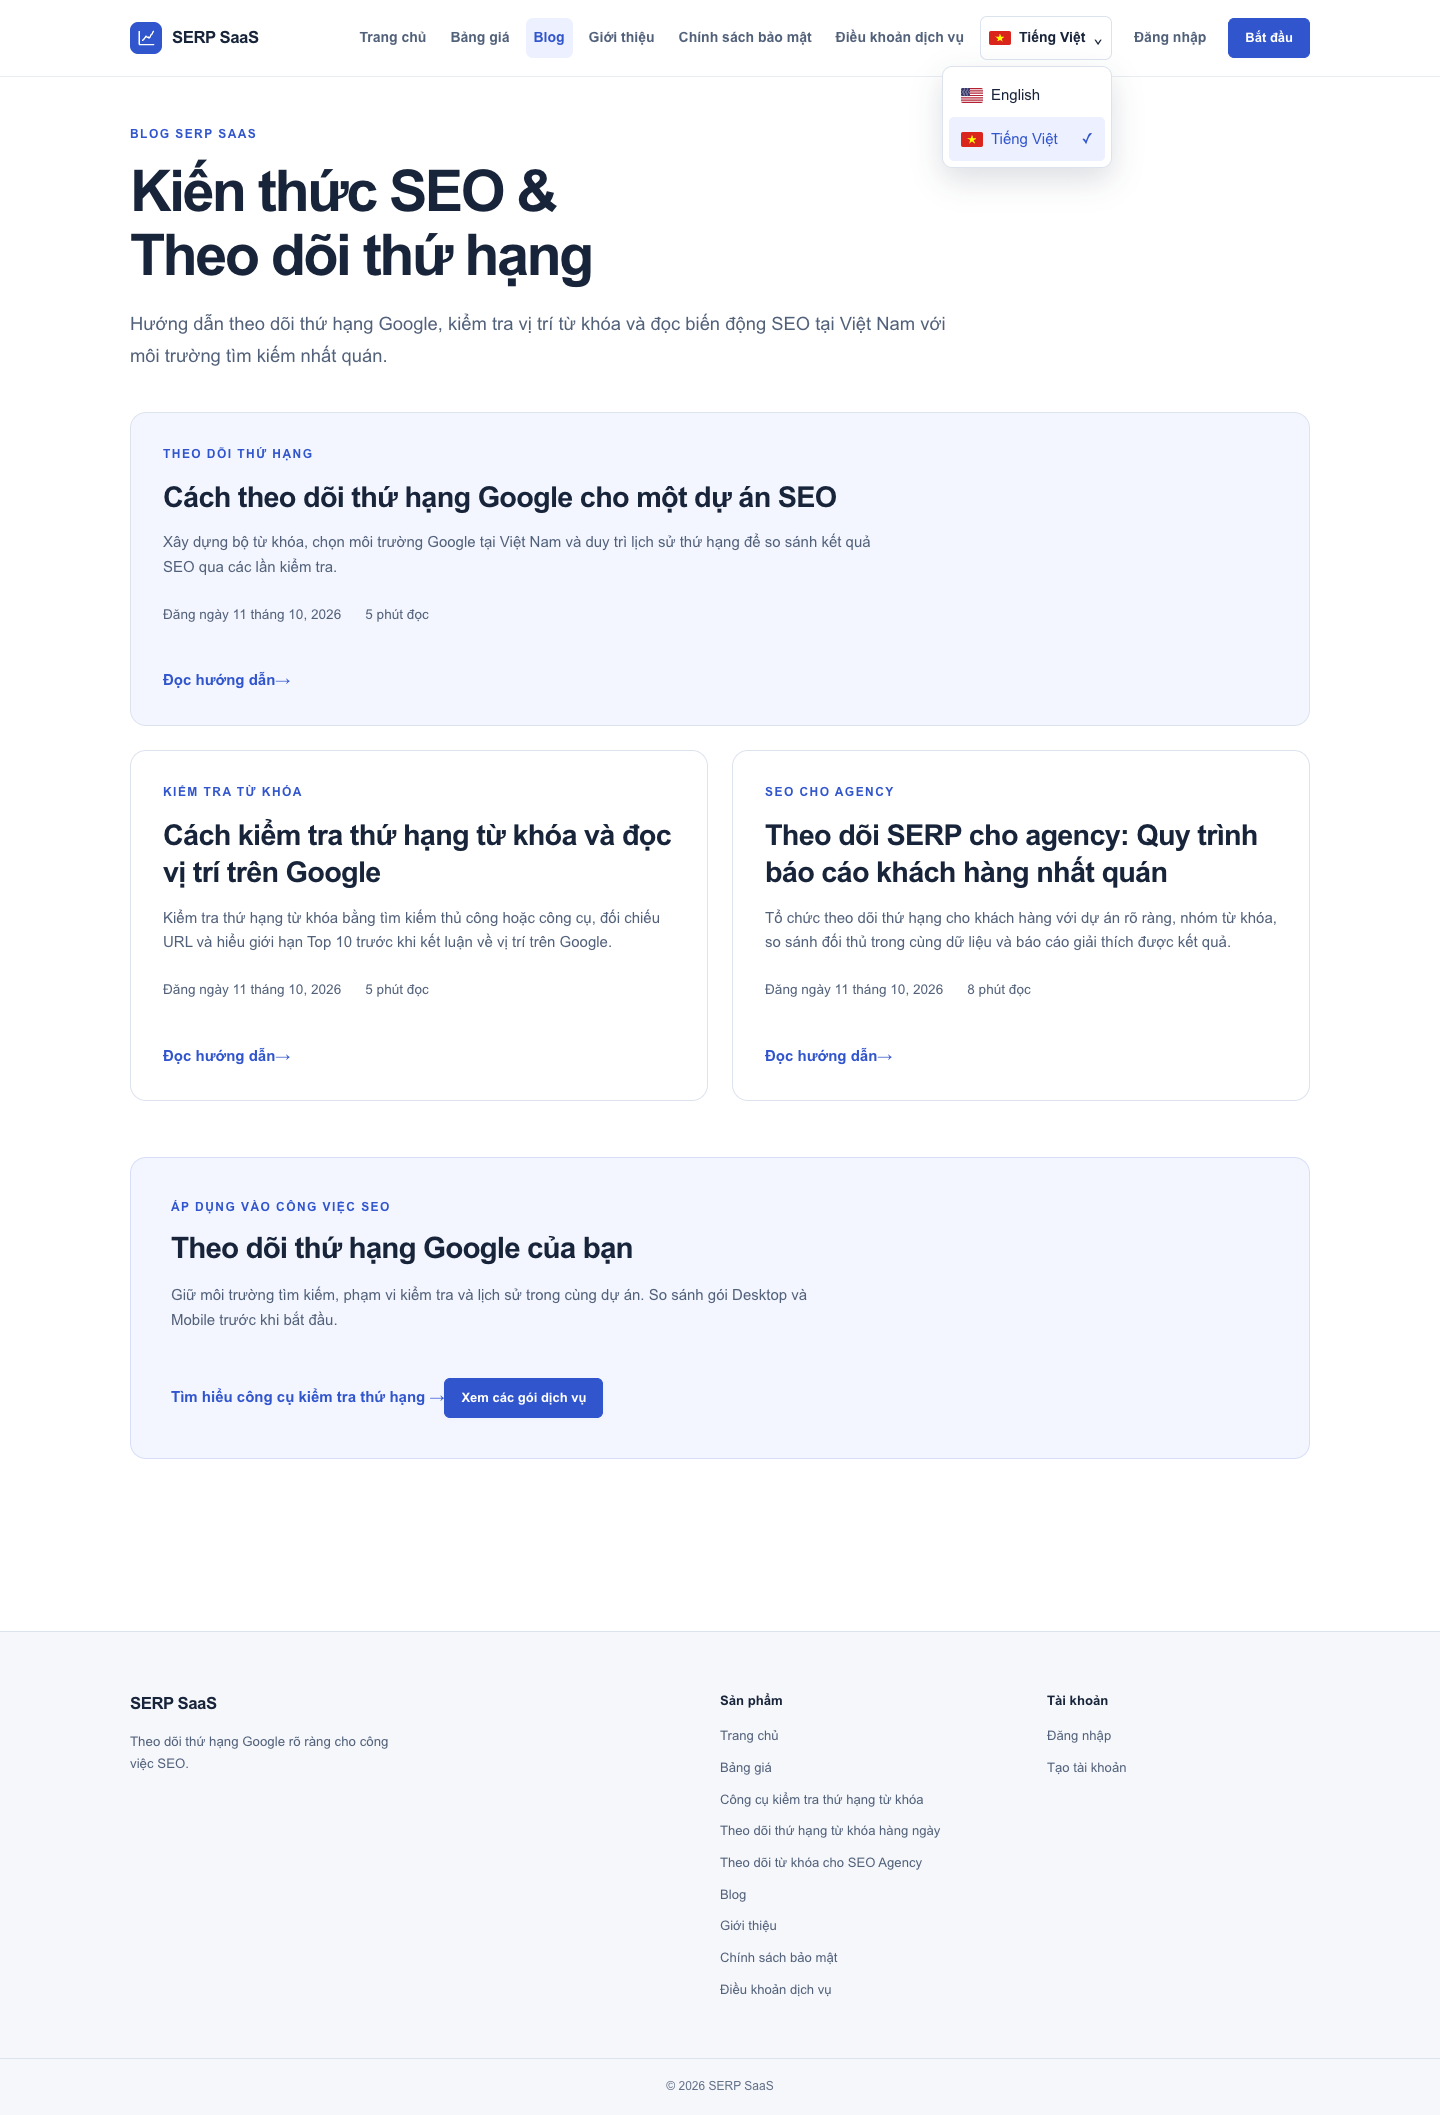 SERP SaaS
Trang chủ
Bảng giá
Blog
Giới thiệu
Chính sách bảo mật
Điều khoản dịch vụ
Tiếng Việt
Đăng nhập
Bắt đầu
English
Tiếng Việt ✓
BLOG SERP SAAS
Kiến thức SEO &
Theo dõi thứ hạng
Hướng dẫn theo dõi thứ hạng Google, kiểm tra vị trí từ khóa và đọc biến động SEO tại Việt Nam với
môi trường tìm kiếm nhất quán.
THEO DÕI THỨ HẠNG
Cách theo dõi thứ hạng Google cho một dự án SEO
Xây dựng bộ từ khóa, chọn môi trường Google tại Việt Nam và duy trì lịch sử thứ hạng để so sánh kết quả
SEO qua các lần kiểm tra.
Đăng ngày 11 tháng 10, 2026 5 phút đọc
Đọc hướng dẫn→
KIỂM TRA TỪ KHÓA
Cách kiểm tra thứ hạng từ khóa và đọc
vị trí trên Google
Kiểm tra thứ hạng từ khóa bằng tìm kiếm thủ công hoặc công cụ, đối chiếu
URL và hiểu giới hạn Top 10 trước khi kết luận về vị trí trên Google.
Đăng ngày 11 tháng 10, 2026 5 phút đọc
Đọc hướng dẫn→
SEO CHO AGENCY
Theo dõi SERP cho agency: Quy trình
báo cáo khách hàng nhất quán
Tổ chức theo dõi thứ hạng cho khách hàng với dự án rõ ràng, nhóm từ khóa,
so sánh đối thủ trong cùng dữ liệu và báo cáo giải thích được kết quả.
Đăng ngày 11 tháng 10, 2026 8 phút đọc
Đọc hướng dẫn→
ÁP DỤNG VÀO CÔNG VIỆC SEO
Theo dõi thứ hạng Google của bạn
Giữ môi trường tìm kiếm, phạm vi kiểm tra và lịch sử trong cùng dự án. So sánh gói Desktop và
Mobile trước khi bắt đầu.
Tìm hiểu công cụ kiểm tra thứ hạng →
Xem các gói dịch vụ
SERP SaaS
Theo dõi thứ hạng Google rõ ràng cho công
việc SEO.
Sản phẩm
Trang chủ
Bảng giá
Công cụ kiểm tra thứ hạng từ khóa
Theo dõi thứ hạng từ khóa hàng ngày
Theo dõi từ khóa cho SEO Agency
Blog
Giới thiệu
Chính sách bảo mật
Điều khoản dịch vụ
Tài khoản
Đăng nhập
Tạo tài khoản
© 2026 SERP SaaS